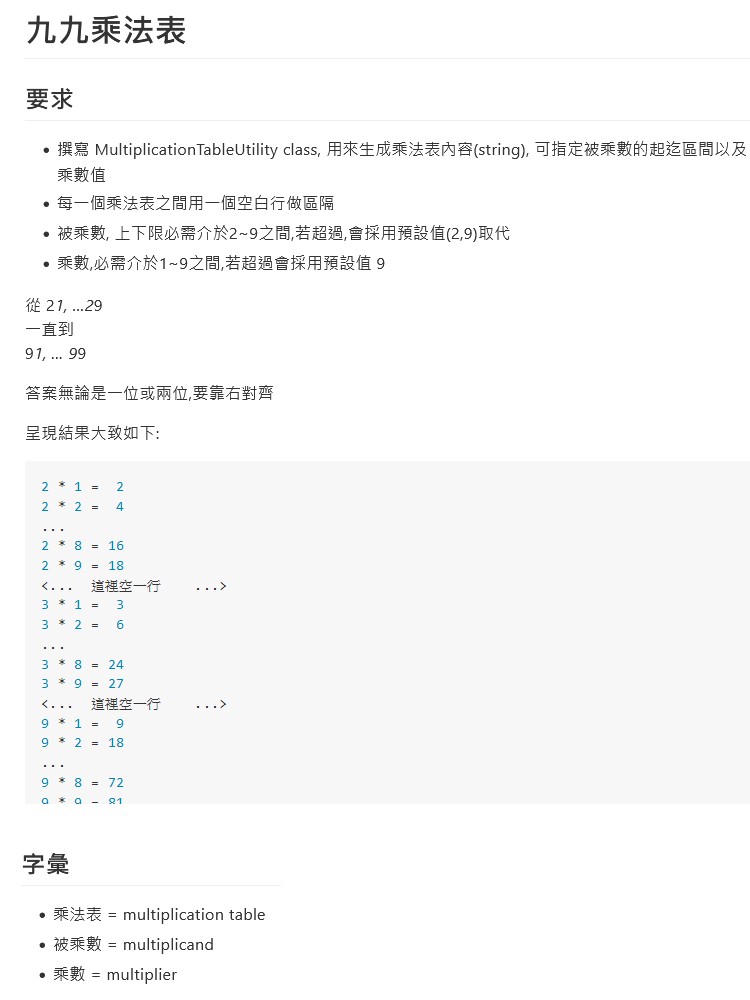 九九乘法表
要求
• 撰寫 MultiplicationTableUtility class, 用來生成乘法表內容(string), 可指定被乘數的起迄區間以及
乘數值
• 每一個乘法表之間用一個空白行做區隔
• 被乘數, 上下限必需介於2~9之間,若超過,會採用預設值(2,9)取代
• 乘數,必需介於1~9之間,若超過會採用預設值 9
從 21, ...29
一直到
91, ... 99
答案無論是一位或兩位,要靠右對齊
呈現結果大致如下:
2 * 1 =  2
2 * 2 =  4
...
2 * 8 = 16
2 * 9 = 18
<...  這裡空一行    ...>
3 * 1 =  3
3 * 2 =  6
...
3 * 8 = 24
3 * 9 = 27
<...  這裡空一行    ...>
9 * 1 =  9
9 * 2 = 18
...
9 * 8 = 72
9 * 9 = 81
字彙
• 乘法表 = multiplication table
• 被乘數 = multiplicand
• 乘數 = multiplier